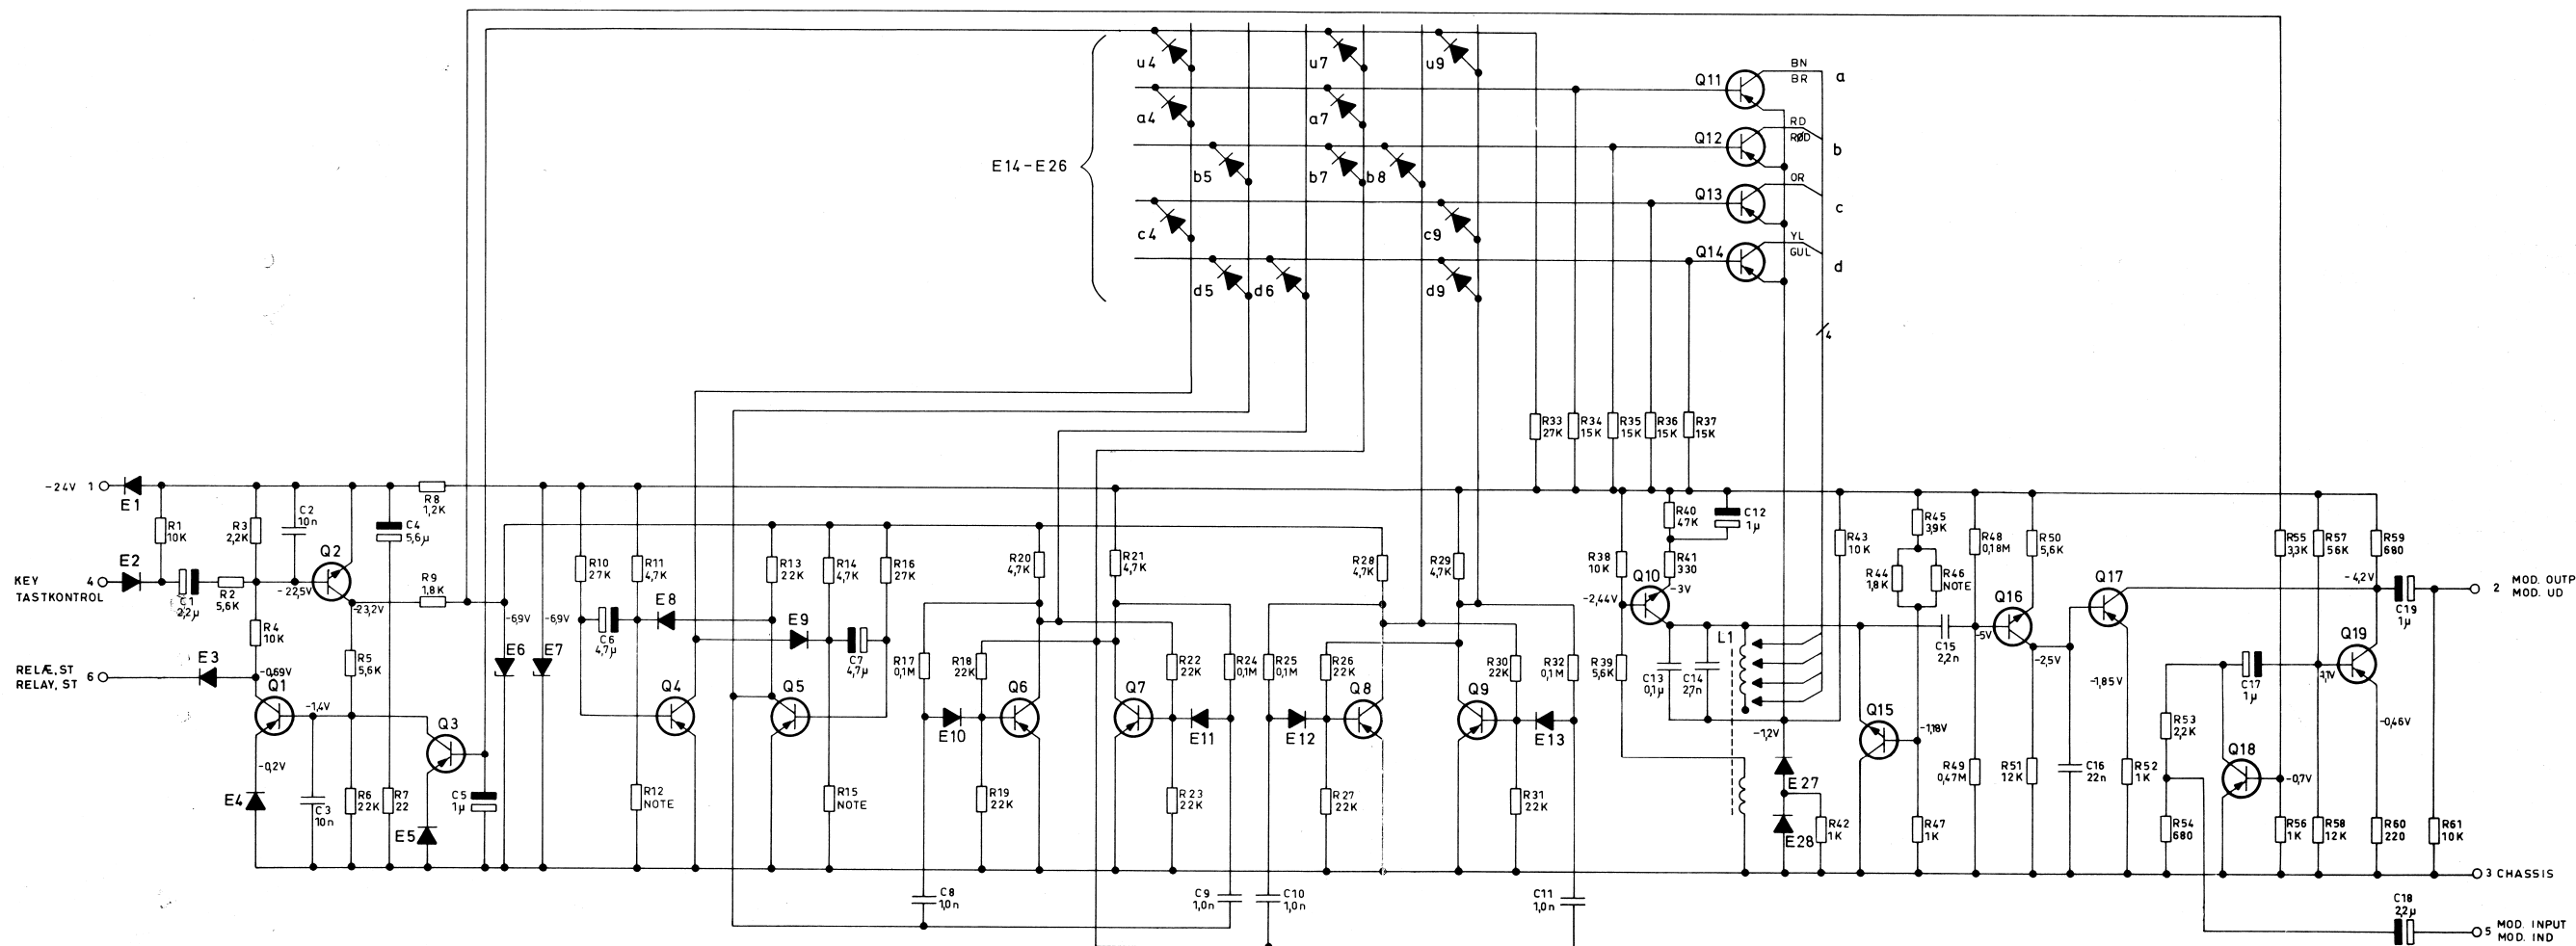 u4
u7
u9
Q11
BN
BR
a
a4
a7
Q12
RD
RØD
b
E14-E26
b5
b7
b8
Q13
OR
c
c4
c9
Q14
YL
GUL
d
d5
d6
d9
4
R33
27K
R34
15K
R35
15K
R36
15K
R37
15K
-24V 1
E1
R1
10K
R3
2,2K
C2
10n
C4
5,6µ
R8
1,2K
KEY
TASTKONTROL
4
E2
C1
2,2µ
R2
5,6K
-22,5V
Q2
-23,2V
R9
1,8K
R4
10K
R5
5,6K
RELÆ,ST
RELAY, ST
6
E3
-0,69V
Q1
-1,4V
Q3
-0,2V
E4
C3
10n
R6
22K
R7
22
E5
C5
1µ
-6,9V
E6
-6,9V
E7
R10
27K
R11
4,7K
C6
4,7µ
E8
R12
NOTE
Q4
R13
22K
R14
4,7K
R16
27K
E9
C7
4,7µ
Q5
R15
NOTE
R17
0,1M
R18
22K
E10
R19
22K
Q6
R20
4,7K
R21
4,7K
Q7
R22
22K
R24
0,1M
E11
R23
22K
C8
1,0n
C9
1,0n
R25
0,1M
R26
22K
E12
R27
22K
Q8
R28
4,7K
R29
4,7K
Q9
R30
22K
R32
0,1M
E13
R31
22K
C10
1,0n
C11
1,0n
R38
10K
R40
47K
C12
1µ
R41
330
Q10
-3V
-2,44V
R39
5,6K
C13
0,1µ
C14
2,7n
L1
-1,2V
E27
E28
R42
1K
R43
10K
R45
3,9K
R44
1,8K
R46
NOTE
Q15
-1,18V
R47
1K
C15
2,2n
R48
0,18M
-5V
R49
0,47M
Q16
R50
5,6K
-2,5V
R51
12K
C16
22n
Q17
-1,85V
R52
1K
R53
2,2K
R54
680
Q18
C17
1µ
-0,7V
R55
3,3K
R56
1K
R57
56K
R58
12K
R59
680
-4,2V
Q19
-0,46V
R60
220
C19
1µ
R61
10K
2
MOD. OUTP
MOD. UD
3 CHASSIS
C18
2,2µ
5
MOD. INPUT
MOD. IND